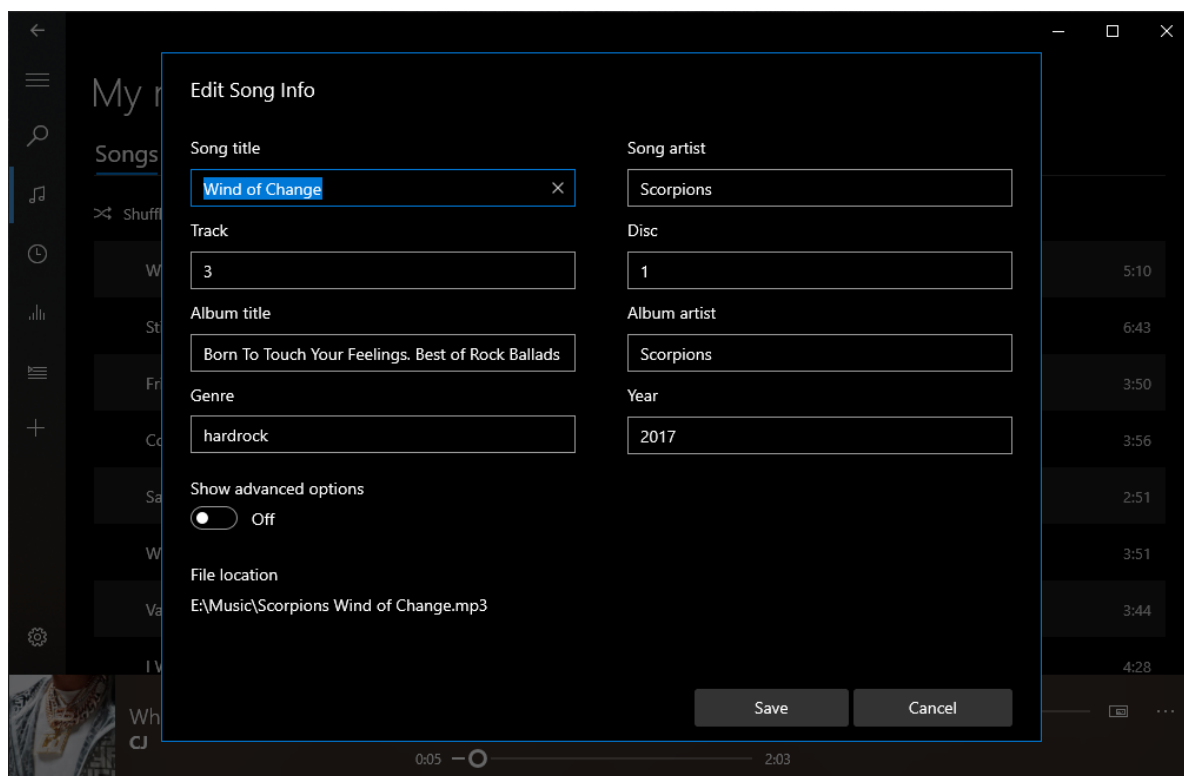 My
Edit Song Info
Songs
Song title
Song artist
Wind of Change
Scorpions
Track
Disc
3
1
5:10
Album title
Album artist
6:43
Born To Touch Your Feelings. Best of Rock Ballads
Scorpions
Genre
Year
3:50
hardrock
2017
3:56
Show advanced options
2:51
Off
3:51
File location
E:\Music\Scorpions Wind of Change.mp3
3:44
4:28
Save
Cancel
CJ
0:05
2:03